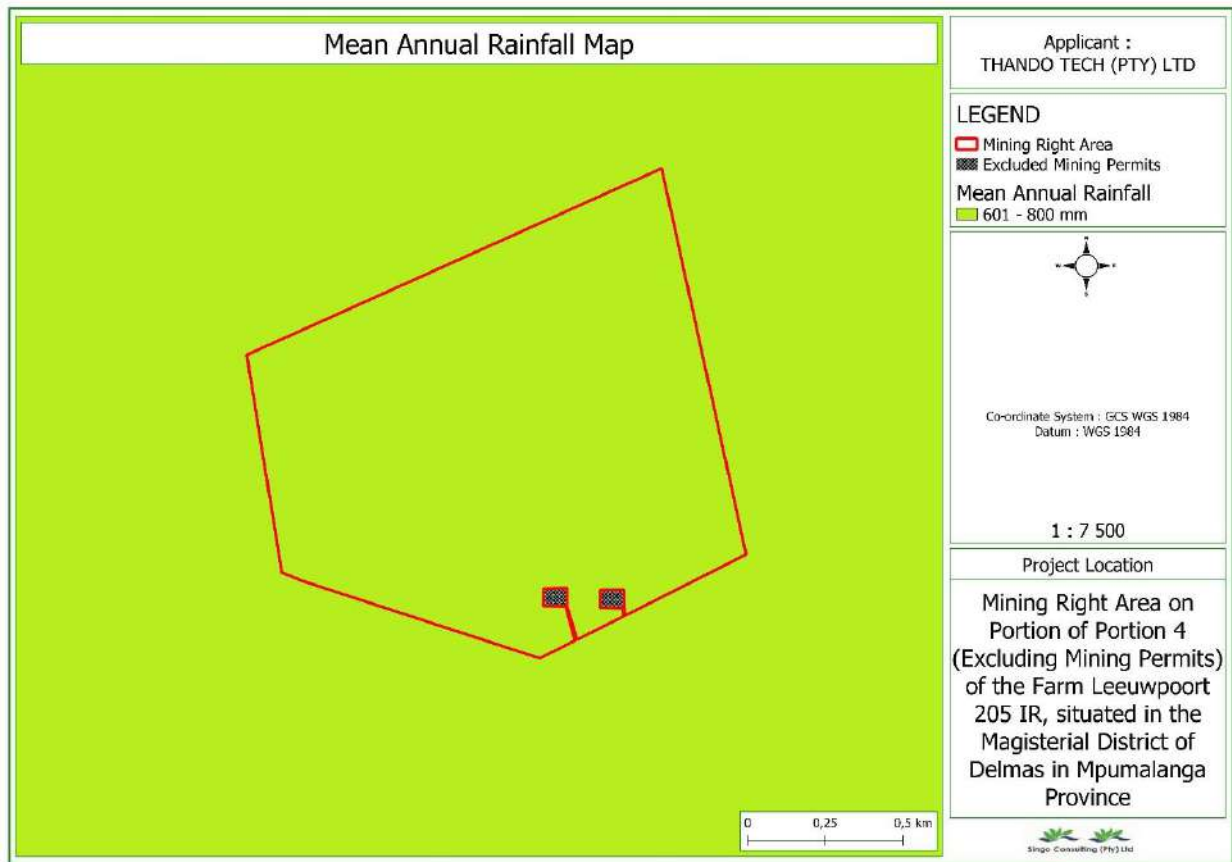 Mean Annual Rainfall Map
Applicant :
THANDO TECH (PTY) LTD
LEGEND
Mining Right Area
Excluded Mining Permits
Mean Annual Rainfall
601 - 800 mm
N
W
E
S
Co-ordinate System : GCS WGS 1984
Datum : WGS 1984
1 : 7 500
Project Location
Mining Right Area on
Portion of Portion 4
(Excluding Mining Permits)
of the Farm Leeuwpoort
205 IR, situated in the
Magisterial District of
Delmas in Mpumalanga
Province
0 0,25 0,5 km
Singo Consulting (Pty) Ltd